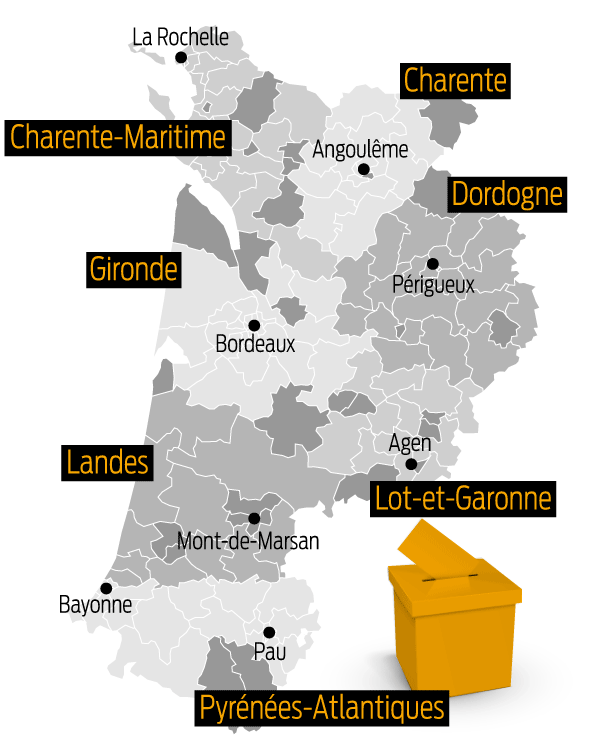 La Rochelle
Charente
Charente-Maritime
Angoulême
Dordogne
Gironde
Périgueux
Bordeaux
Agen
Landes
Lot-et-Garonne
Mont-de-Marsan
Bayonne
Pau
Pyrénées-Atlantiques